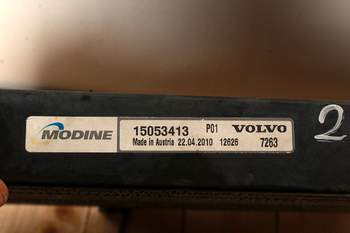 MODINE 15053413 P01 VOLVO
Made in Austria 22.04.2010 12626 7263
2